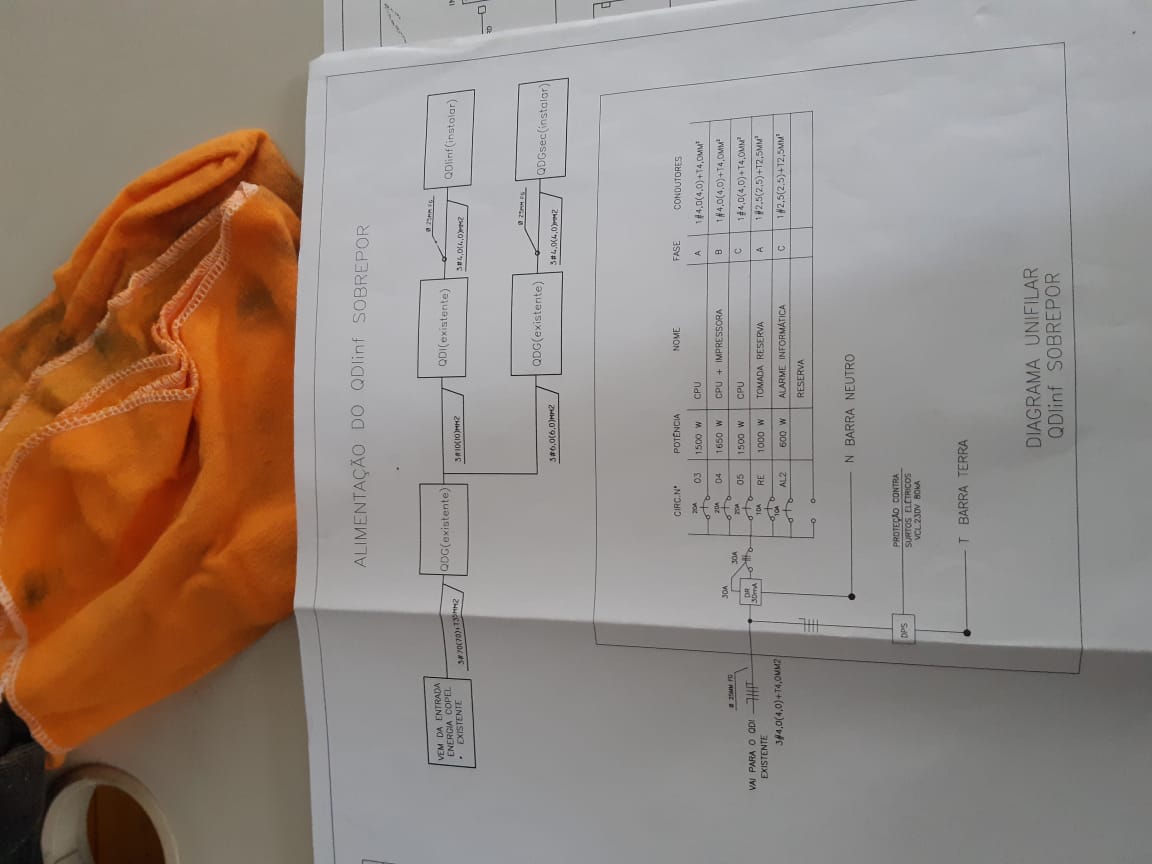 ALIMENTAÇÃO DO QDIinf SOBREPOR
VEM DA ENTRADA
ENERGIA COPEL
• EXISTENTE
3#70(70)+T35MM2
QDG(existente)
3#10(10)MM2
QDI(existente)
Ø 25MM FG
3#4,0(4,0)MM2
QDIinf(instalar)
3#6,0(6,0)MM2
QDG(existente)
Ø 25MM FG
3#4,0(4,0)MM2
QDGsec(instalar)
CIRC.Nº POTÊNCIA NOME FASE CONDUTORES
20A 03 1500 W CPU A 1#4,0(4,0)+T4,0MM²
20A 04 1650 W CPU + IMPRESSORA B 1#4,0(4,0)+T4,0MM²
20A 05 1500 W CPU C 1#4,0(4,0)+T4,0MM²
10A RE 1000 W TOMADA RESERVA A 1#2,5(2,5)+T2,5MM²
10A AL2 600 W ALARME INFORMÁTICA C 1#2,5(2,5)+T2,5MM²
RESERVA
30A
30A
DR
30mA
Ø 25MM FG
VAI PARA O QDI
EXISTENTE
3#4,0(4,0)+T4,0MM2
N BARRA NEUTRO
DPS
PROTEÇÃO CONTRA
SURTOS ELÉTRICOS
VCL.230V 80kA
T BARRA TERRA
DIAGRAMA UNIFILAR
QDIinf SOBREPOR